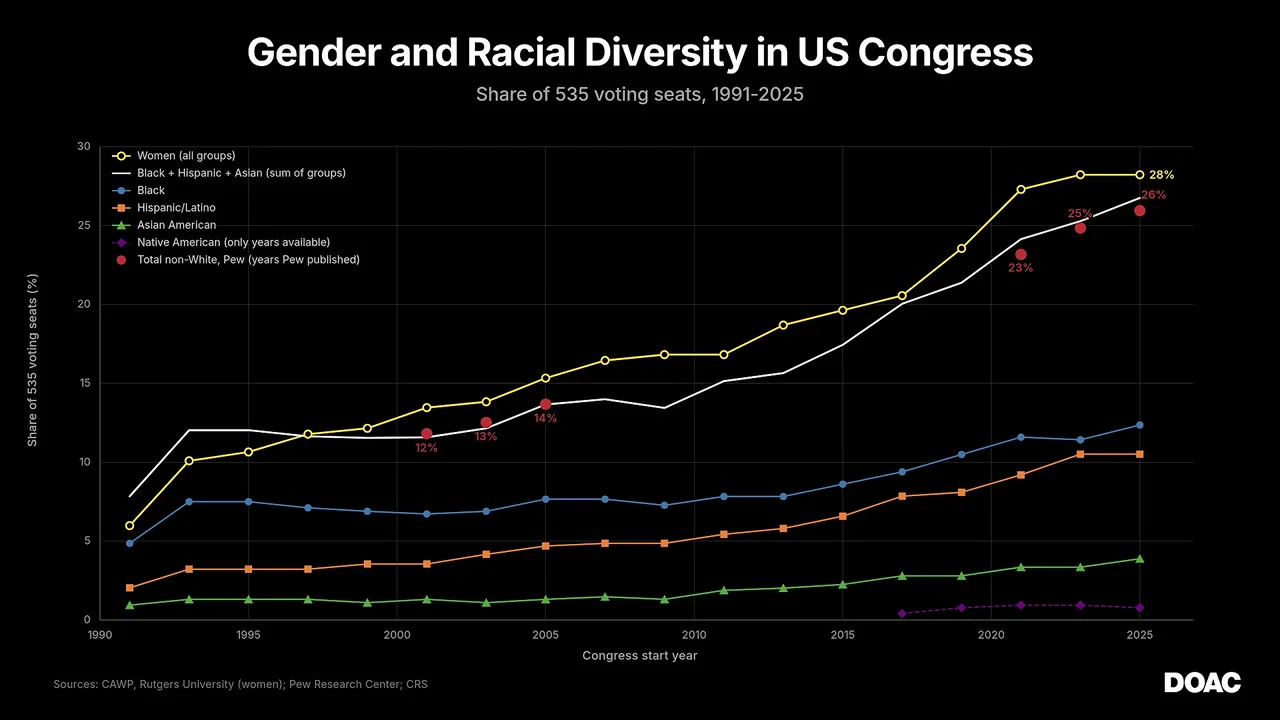 Gender and Racial Diversity in US Congress
Share of 535 voting seats, 1991-2025
Women (all groups)
Black + Hispanic + Asian (sum of groups)
Black
Hispanic/Latino
Asian American
Native American (only years available)
Total non-White, Pew (years Pew published)
Share of 535 voting seats (%)
30
25
20
15
10
5
0
12%
13%
14%
23%
25%
26%
28%
1990
1995
2000
2005
2010
2015
2020
2025
Congress start year
Sources: CAWP, Rutgers University (women); Pew Research Center; CRS
DOAC